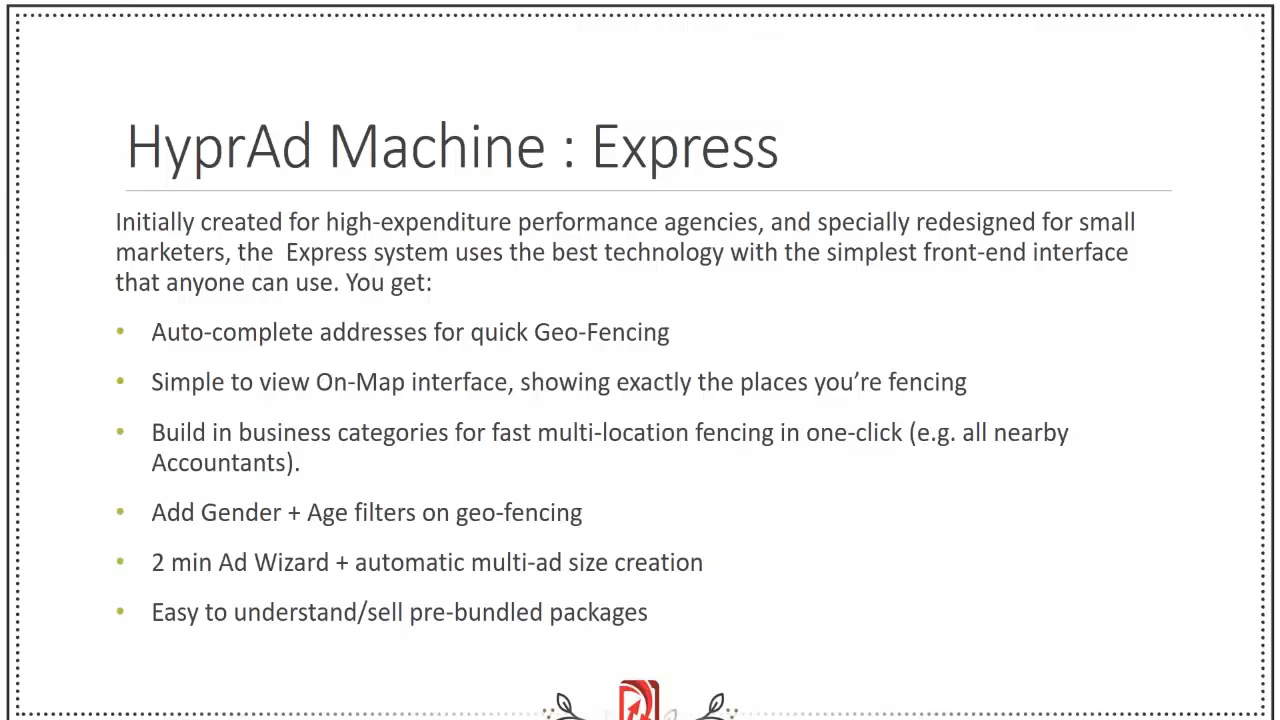 HyprAd Machine : Express
Initially created for high-expenditure performance agencies, and specially redesigned for small
marketers, the  Express system uses the best technology with the simplest front-end interface
that anyone can use. You get:
• Auto-complete addresses for quick Geo-Fencing
• Simple to view On-Map interface, showing exactly the places you’re fencing
• Build in business categories for fast multi-location fencing in one-click (e.g. all nearby
Accountants).
• Add Gender + Age filters on geo-fencing
• 2 min Ad Wizard + automatic multi-ad size creation
• Easy to understand/sell pre-bundled packages